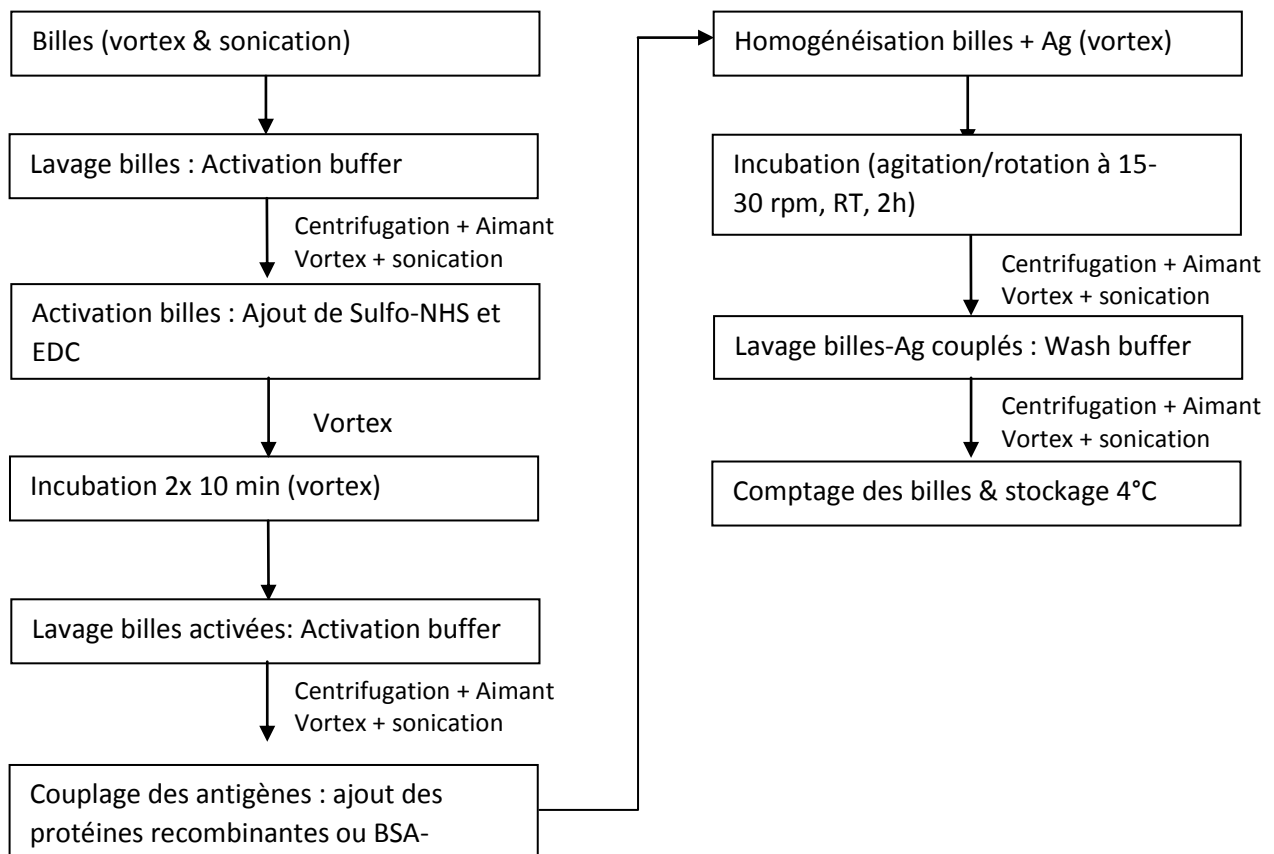 Billes (vortex & sonication)
Lavage billes : Activation buffer
Centrifugation + Aimant
Vortex + sonication
Activation billes : Ajout de Sulfo-NHS et
EDC
Vortex
Incubation 2x 10 min (vortex)
Lavage billes activées: Activation buffer
Centrifugation + Aimant
Vortex + sonication
Couplage des antigènes : ajout des
protéines recombinantes ou BSA-
Homogénéisation billes + Ag (vortex)
Incubation (agitation/rotation à 15-
30 rpm, RT, 2h)
Centrifugation + Aimant
Vortex + sonication
Lavage billes-Ag couplés : Wash buffer
Centrifugation + Aimant
Vortex + sonication
Comptage des billes & stockage 4°C